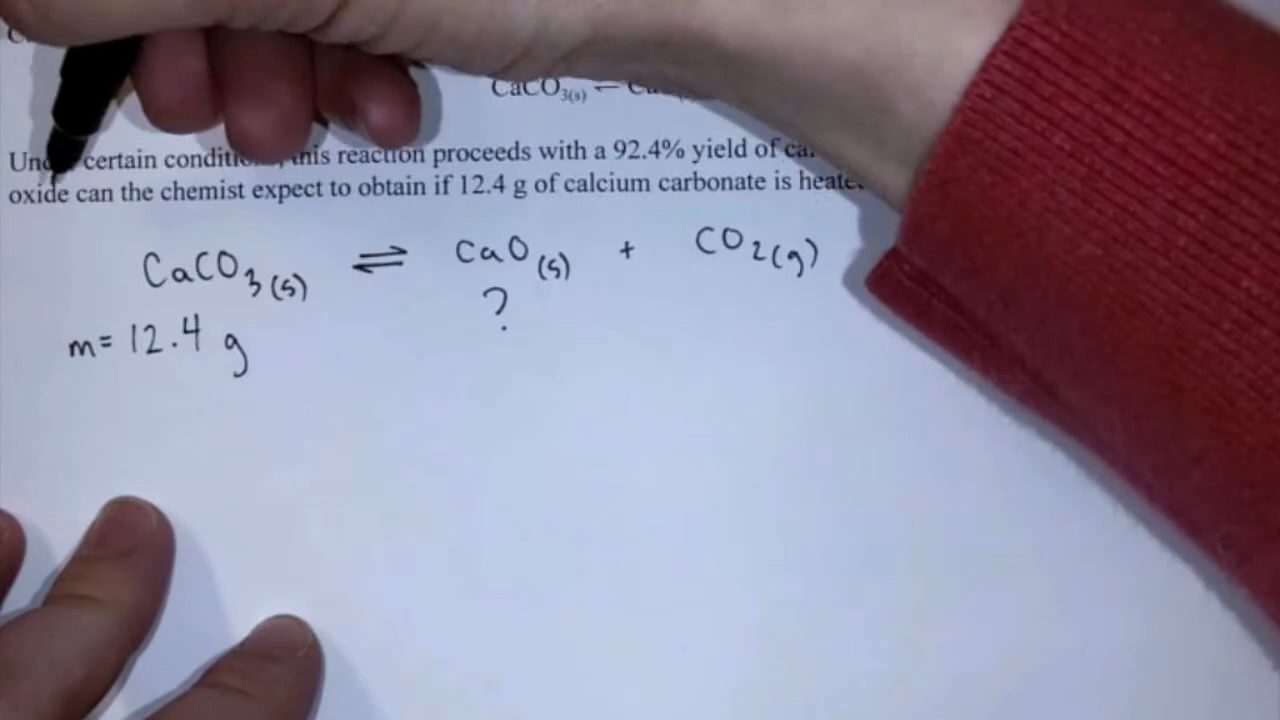 CaCO3(s)
certain this reaction proceeds with a 92.4% yield of
oxide can the chemist expect to obtain if 12.4 g of calcium carbonate is
CaCO3(s) ⇌ CaO(s) + CO2(g)
m= 12.4 g ?